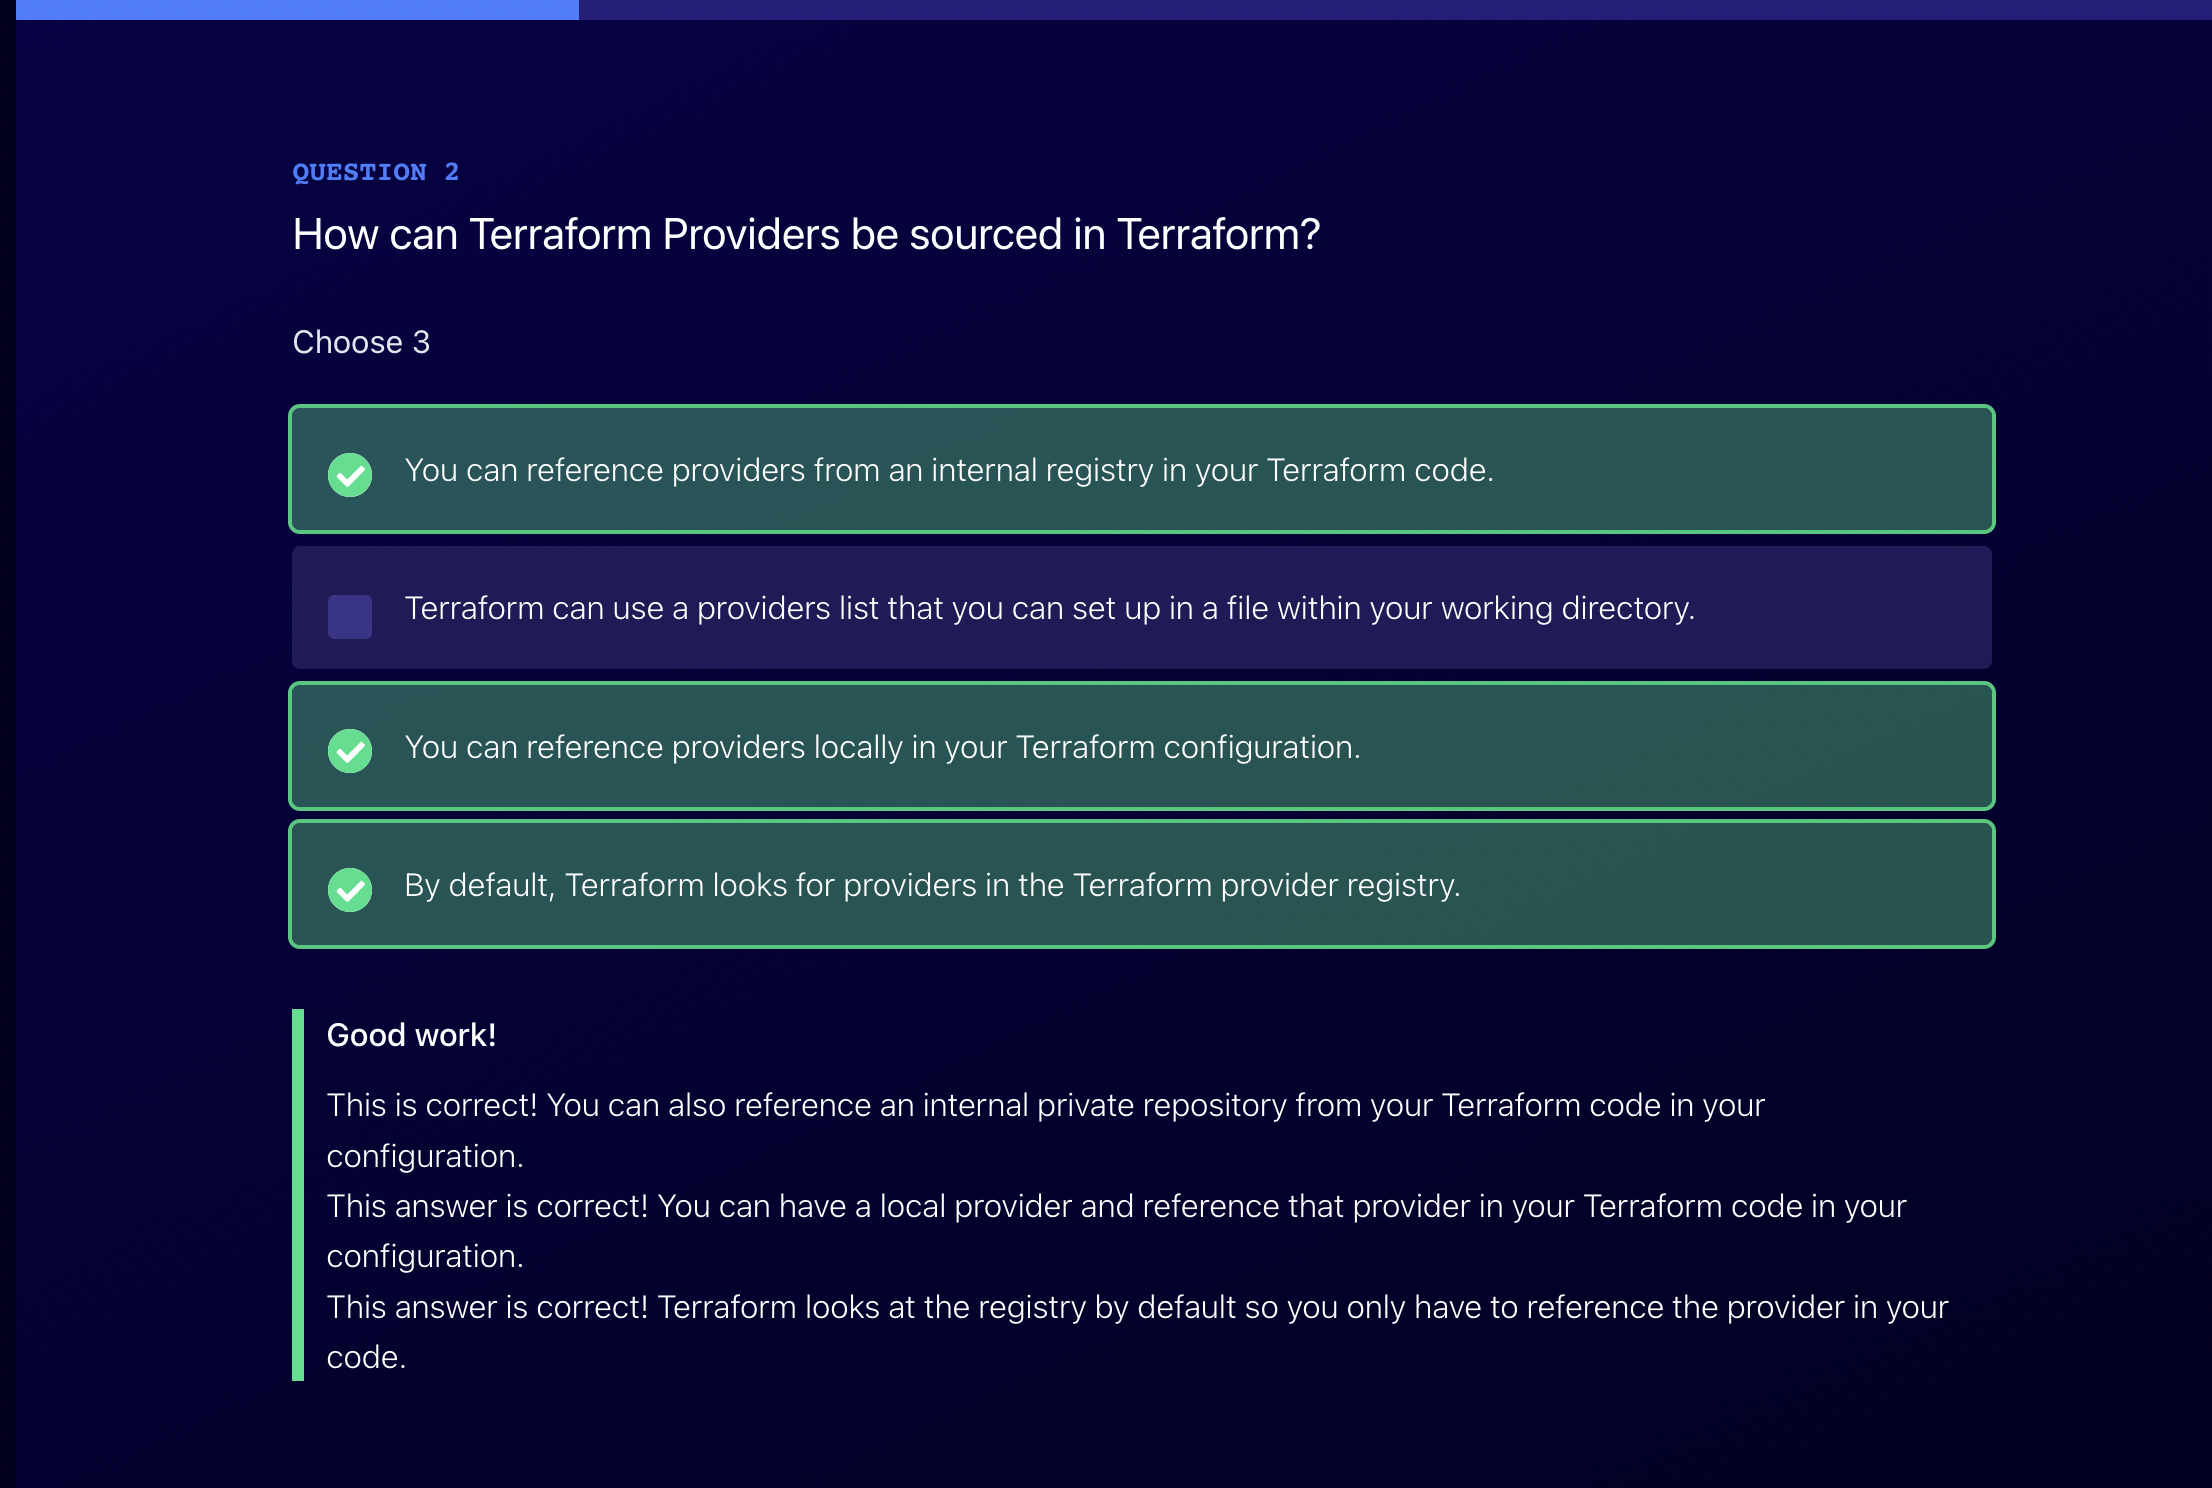 QUESTION 2
How can Terraform Providers be sourced in Terraform?
Choose 3
You can reference providers from an internal registry in your Terraform code.
Terraform can use a providers list that you can set up in a file within your working directory.
You can reference providers locally in your Terraform configuration.
By default, Terraform looks for providers in the Terraform provider registry.
Good work!
This is correct! You can also reference an internal private repository from your Terraform code in your
configuration.
This answer is correct! You can have a local provider and reference that provider in your Terraform code in your
configuration.
This answer is correct! Terraform looks at the registry by default so you only have to reference the provider in your
code.